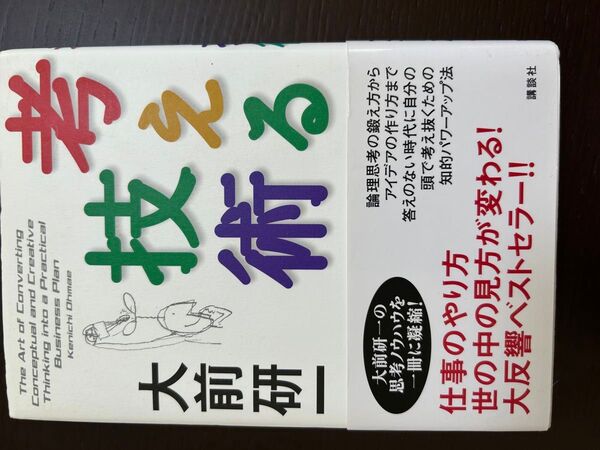 The Art of Converting
Conceptual and Creative
Thinking into a Practical
Business Plan
Kenichi Ohmae
考える
技術
大前研一
論理思考の鍛え方から
アイデアの作り方まで
答えのない時代に自分の
頭で考え抜くための
知的パワーアップ法
講談社
大前研一の
思考ノウハウを
一冊に凝縮!
仕事のやり方
世の中の見方が変わる!
大反響ベストセラー!!